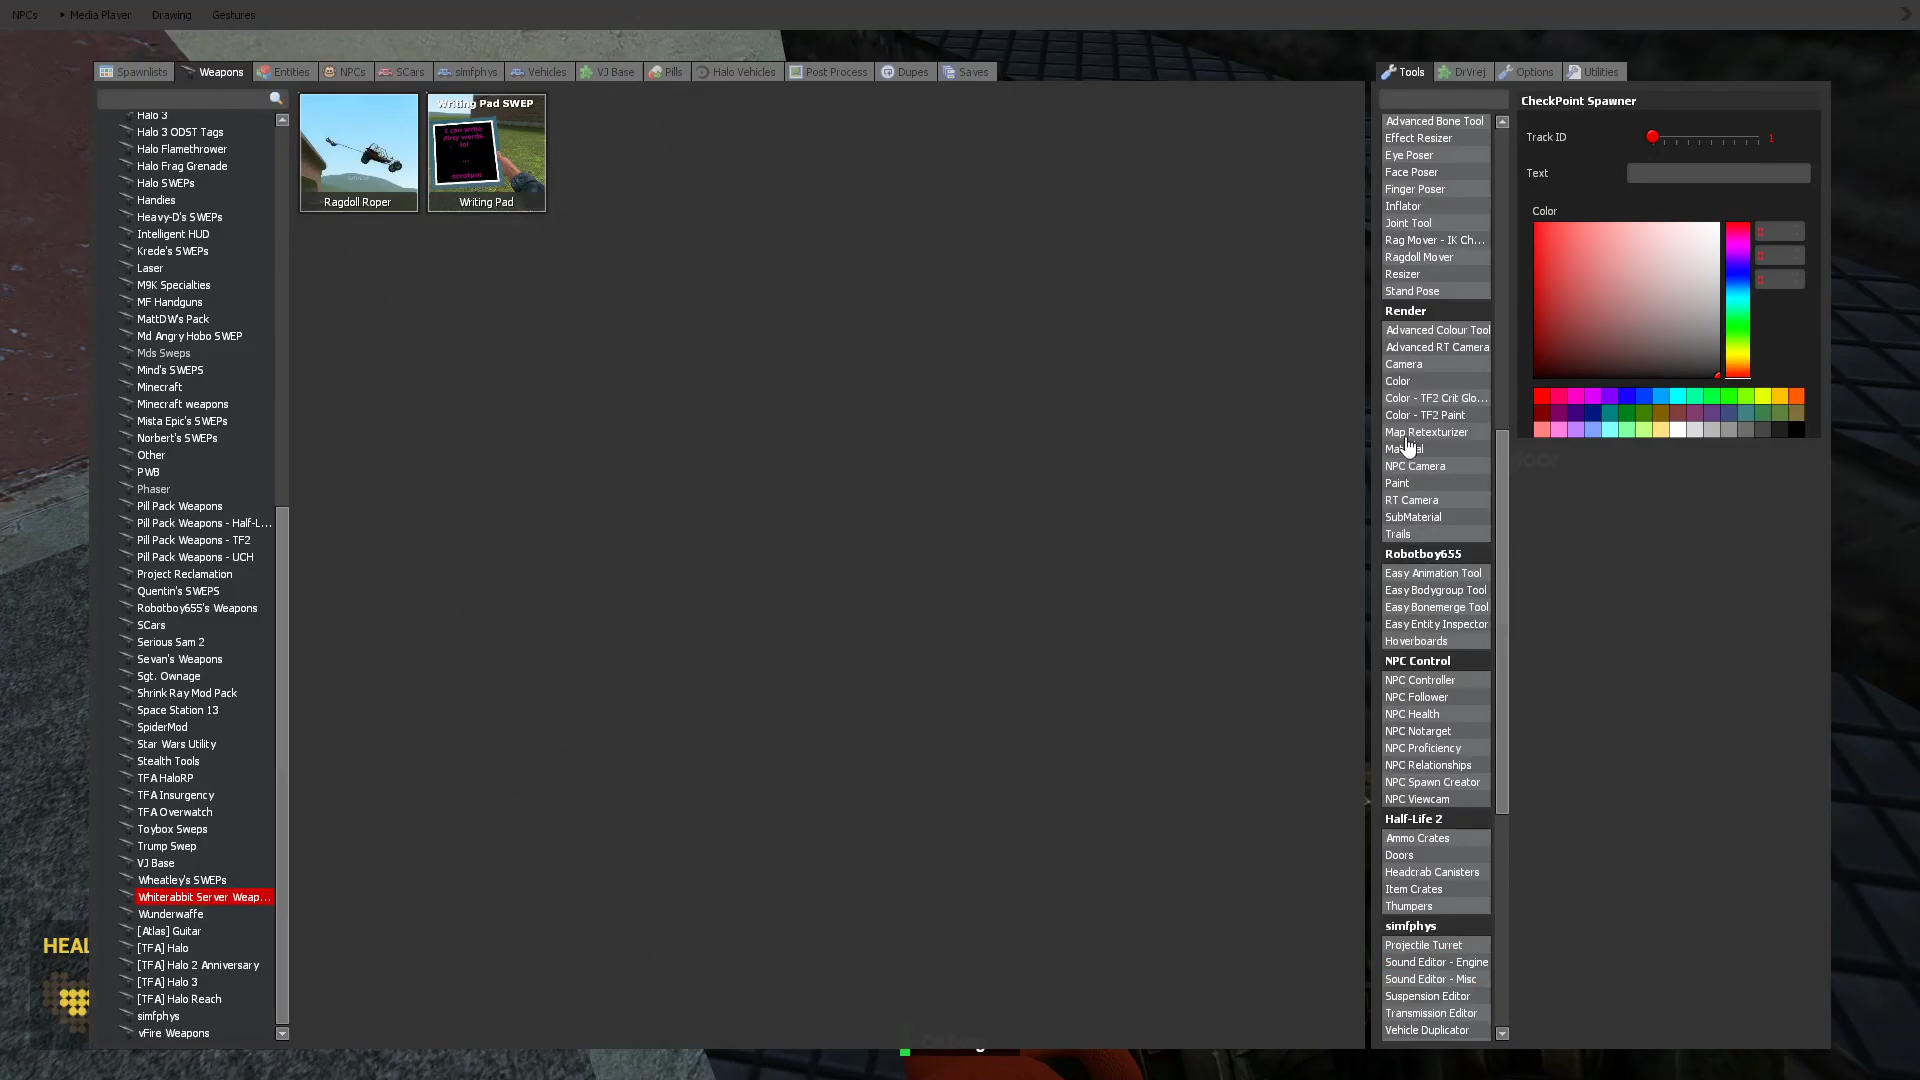 NPCs
Media Player
Drawing
Gestures
Spawnlists
Weapons
Entities
NPCs
SCars
simfphys
Vehicles
VJ Base
Pills
Halo Vehicles
Post Process
Dupes
Saves
Halo 3
Halo 3 ODST Tags
Halo Flamethrower
Halo Frag Grenade
Halo SWEPs
Handies
Heavy-D's SWEPs
Intelligent HUD
Krede's SWEPs
Laser
M9K Specialties
MF Handguns
MattDW's Pack
Md Angry Hobo SWEP
Mds Sweps
Mind's SWEPS
Minecraft
Minecraft weapons
Mista Epic's SWEPs
Norbert's SWEPs
Other
PWB
Phaser
Pill Pack Weapons
Pill Pack Weapons - Half-L...
Pill Pack Weapons - TF2
Pill Pack Weapons - UCH
Project Reclamation
Quentin's SWEPS
Robotboy655's Weapons
SCars
Serious Sam 2
Sevan's Weapons
Sgt. Ownage
Shrink Ray Mod Pack
Space Station 13
SpiderMod
Star Wars Utility
Stealth Tools
TFA HaloRP
TFA Insurgency
TFA Overwatch
Toybox Sweps
Trump Swep
VJ Base
Wheatley's SWEPs
Whiterabbit Server Weap...
Wunderwaffe
[Atlas] Guitar
[TFA] Halo
[TFA] Halo 2 Anniversary
[TFA] Halo 3
[TFA] Halo Reach
simfphys
vFire Weapons
HEAL
Ragdoll Roper
Writing Pad SWEP
I can write
dirty words.
lol
...
scrotum
Writing Pad
Tools
DrVrej
Options
Utilities
Advanced Bone Tool
Effect Resizer
Eye Poser
Face Poser
Finger Poser
Inflator
Joint Tool
Rag Mover - IK Ch...
Ragdoll Mover
Resizer
Stand Pose
Render
Advanced Colour Tool
Advanced RT Camera
Camera
Color
Color - TF2 Crit Glo...
Color - TF2 Paint
Map Retexturizer
Material
NPC Camera
Paint
RT Camera
SubMaterial
Trails
Robotboy655
Easy Animation Tool
Easy Bodygroup Tool
Easy Bonemerge Tool
Easy Entity Inspector
Hoverboards
NPC Control
NPC Controller
NPC Follower
NPC Health
NPC Notarget
NPC Proficiency
NPC Relationships
NPC Spawn Creator
NPC Viewcam
Half-Life 2
Ammo Crates
Doors
Headcrab Canisters
Item Crates
Thumpers
simfphys
Projectile Turret
Sound Editor - Engine
Sound Editor - Misc
Suspension Editor
Transmission Editor
Vehicle Duplicator
CheckPoint Spawner
Track ID 1
Text
Color